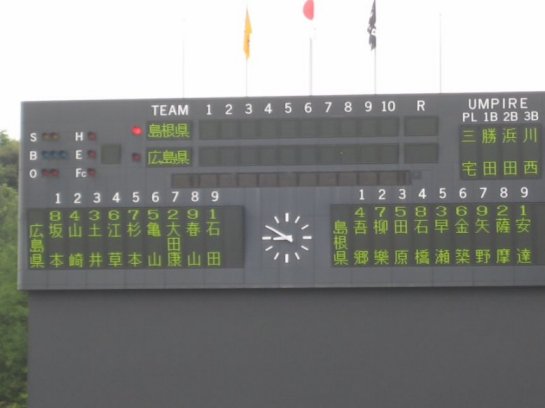 TEAM 1 2 3 4 5 6 7 8 9 10 R
UMPIRE
PL 1B 2B 3B
S H 島根県 三勝浜川
B E 広島県 宅田田西
O Fc
1 2 3 4 5 6 7 8 9
8 4 3 6 7 5 2 9 1
広島県 坂本 山崎 土井 江草 杉本 亀山 大田康 春山 石田
1 2 3 4 5 6 7 8 9
4 7 5 8 3 6 9 2 1
島根県 吾郷 柳樂 田原 石橋 早瀬 金築 矢野 薩摩 安達